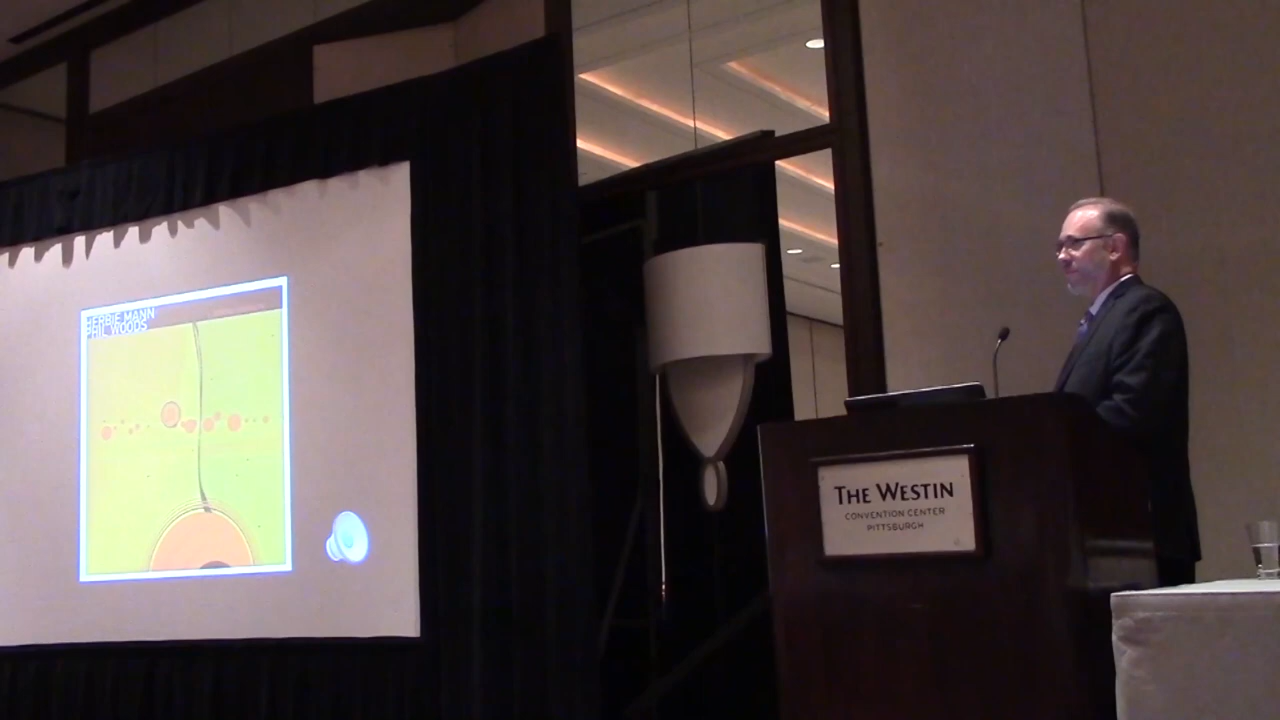 HERBIE MANN
PHIL WOODS
THE WESTIN
CONVENTION CENTER
PITTSBURGH